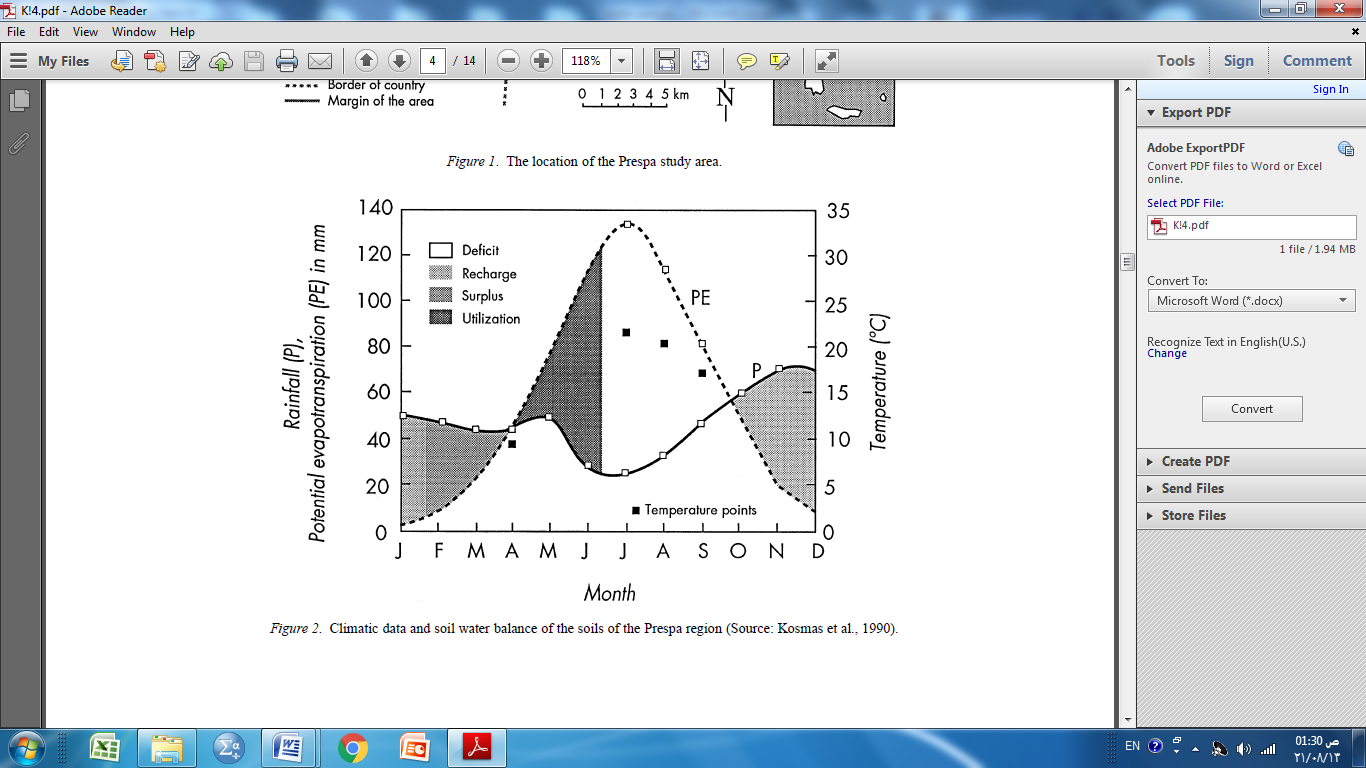 K!4.pdf - Adobe Reader
File Edit View Window Help
My Files 4 / 14 118% Tools Sign Comment
Sign In
Export PDF
Adobe ExportPDF
Convert PDF files to Word or Excel
online.
Select PDF File:
K!4.pdf
1 file / 1.94 MB
Convert To:
Microsoft Word (*.docx)
Recognize Text in English(U.S.)
Change
Convert
Create PDF
Send Files
Store Files
Border of country
Margin of the area
0 1 2 3 4 5 km
N
Figure 1. The location of the Prespa study area.
Rainfall (P),
Potential evapotranspiration (PE) in mm
140
120
100
80
60
40
20
0
Deficit
Recharge
Surplus
Utilization
PE
P
Temperature points
35
30
25
20
15
10
5
0
Temperature (°C)
J F M A M J J A S O N D
Month
Figure 2. Climatic data and soil water balance of the soils of the Prespa region (Source: Kosmas et al., 1990).
EN
01:30 ص
٢١/٠٨/١٣